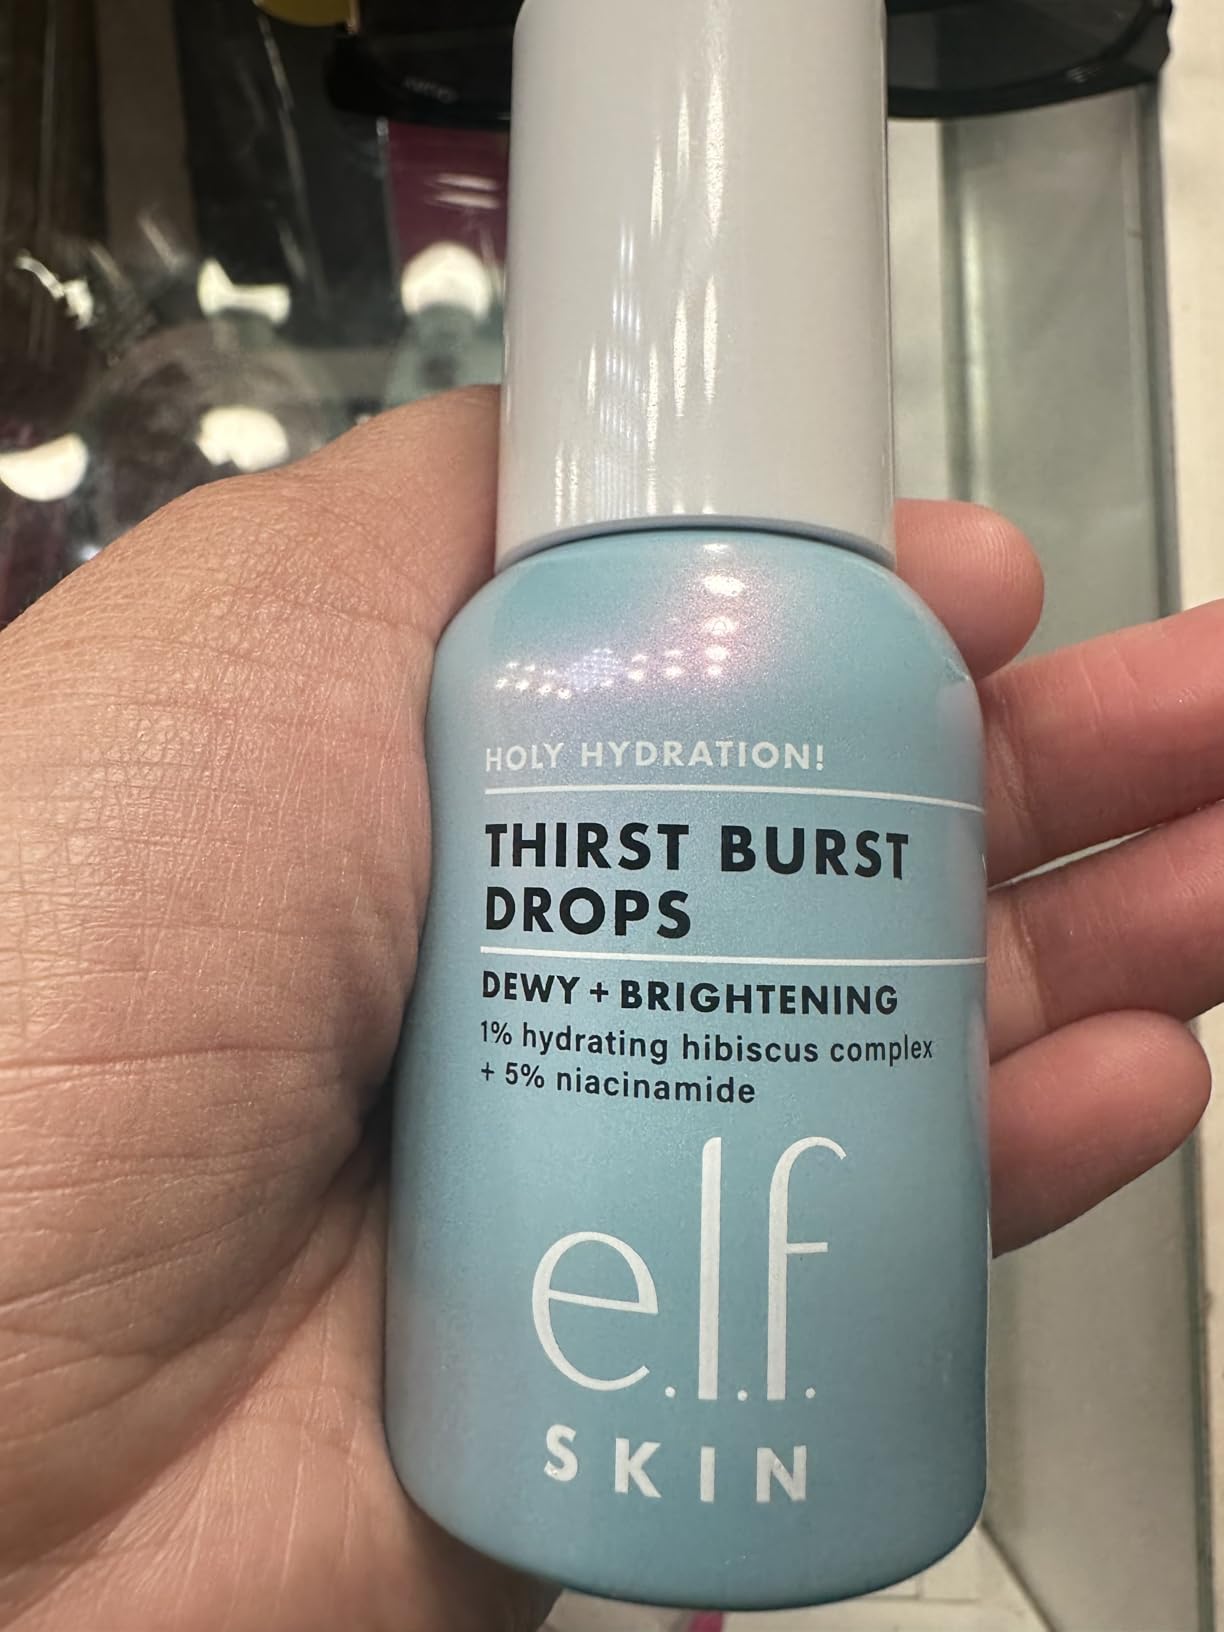 HOLY HYDRATION!
THIRST BURST
DROPS
DEWY + BRIGHTENING
1% hydrating hibiscus complex
+ 5% niacinamide
e.l.f.
SKIN